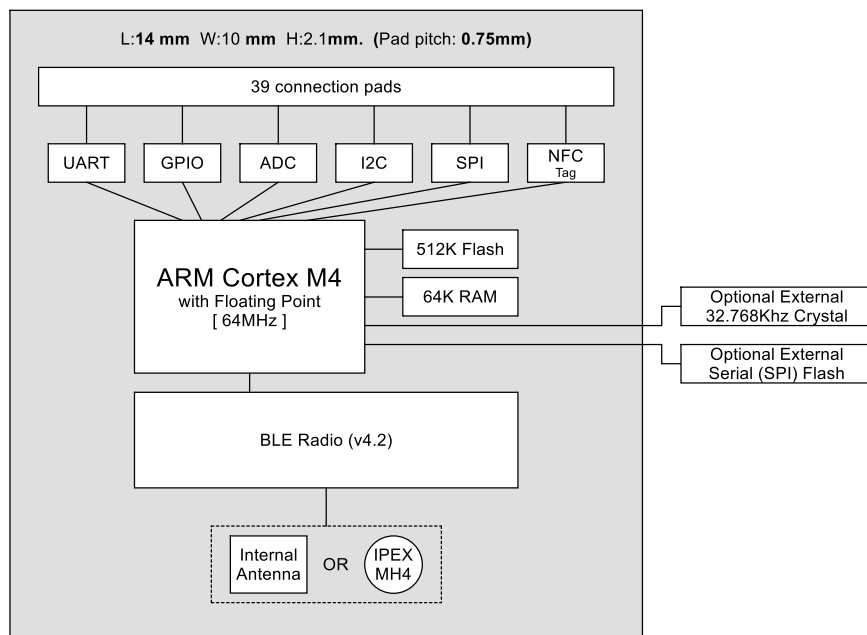 L:14 mm W:10 mm H:2.1mm. (Pad pitch: 0.75mm)
39 connection pads
UART
GPIO
ADC
I2C
SPI
NFC
Tag
ARM Cortex M4
with Floating Point
[ 64MHz ]
512K Flash
64K RAM
Optional External
32.768Khz Crystal
Optional External
Serial (SPI) Flash
BLE Radio (v4.2)
Internal
Antenna
OR
IPEX
MH4